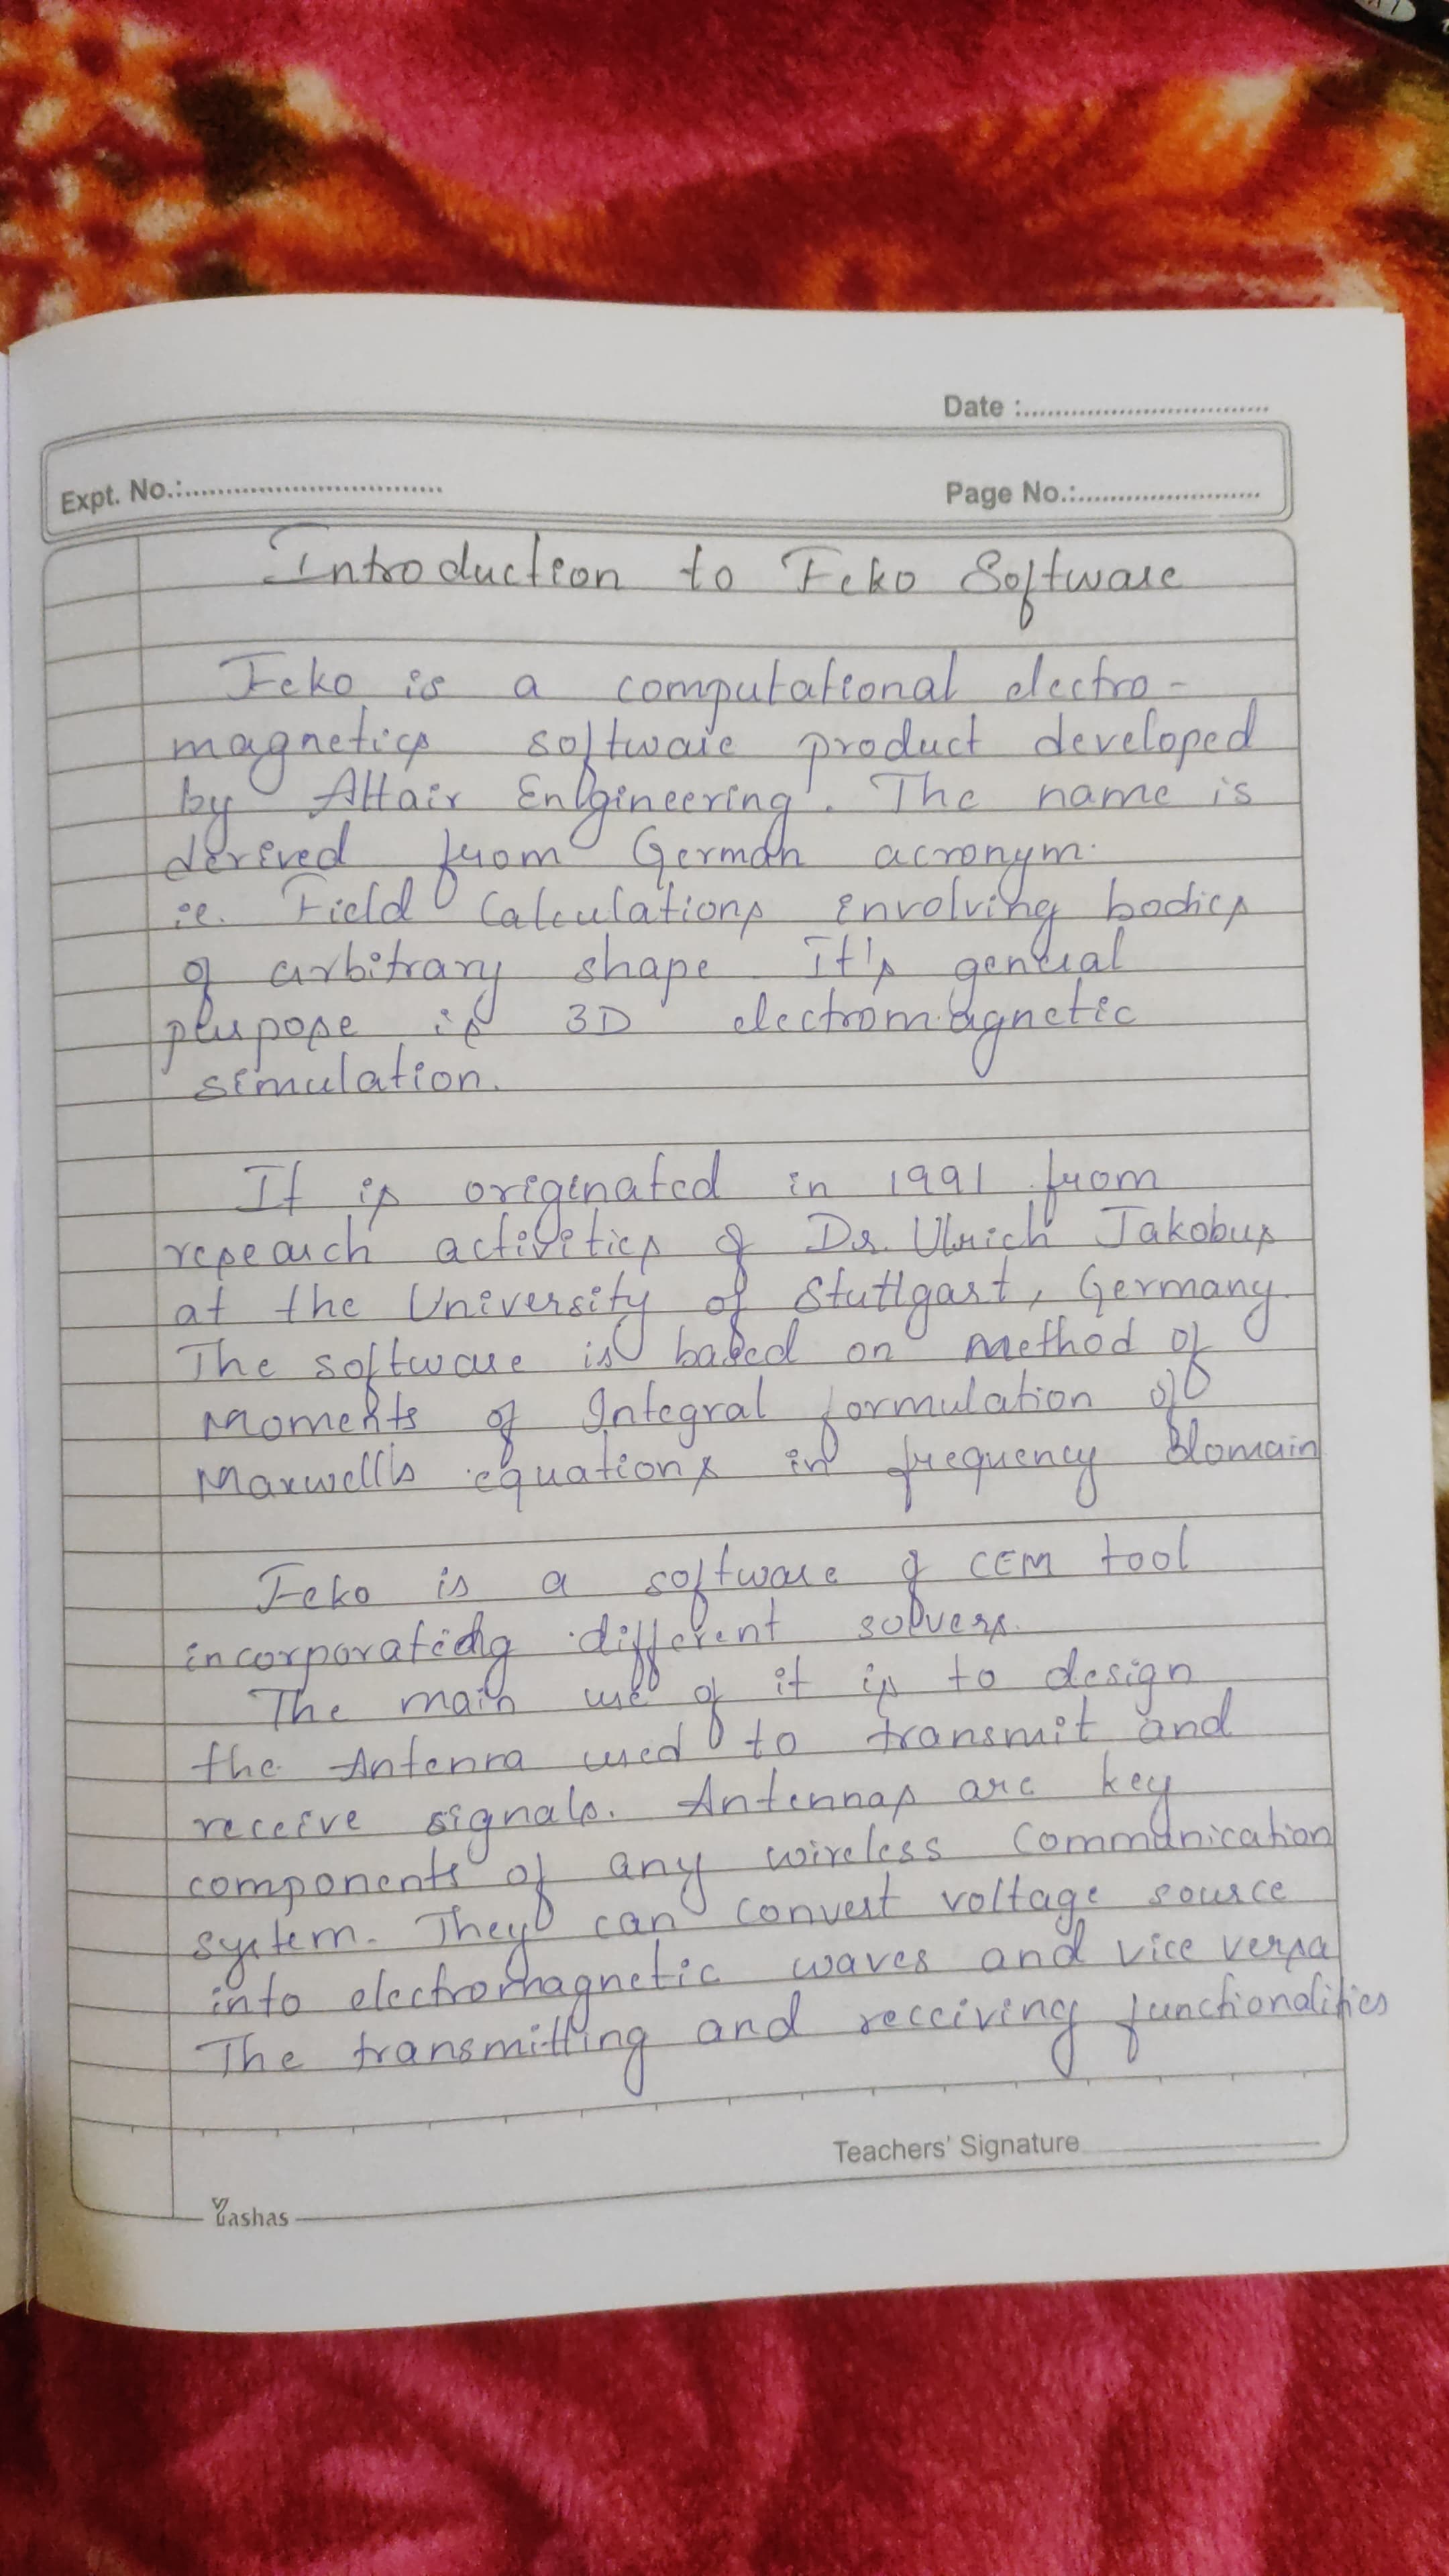 Date :
Expt. No.:
Page No.:
Introduction to Feko Software
Feko is a computational electro-
magnetics software product developed
by Altair Engineering. The name is
derived from German acronym.
ie. Field Calculations involving bodies
of arbitrary shape. It's general
purpose is 3D electromagnetic
simulation.
It is originated in 1991 from
research activities of Dr. Ulrich Jakobus
at the University of Stuttgart, Germany.
The software is based on Method of
Moments of Integral formulation of
Maxwell's equations in frequency domain
Feko is a software of CEM tool
incorporating different solvers.
The main use of it is to design
the Antenna used to transmit and
receive signals. Antennas are key
components of any wireless Communication
system. They can convert voltage source
into electromagnetic waves and vice versa
The transmitting and receiving functionalities
Teachers' Signature
Yashas